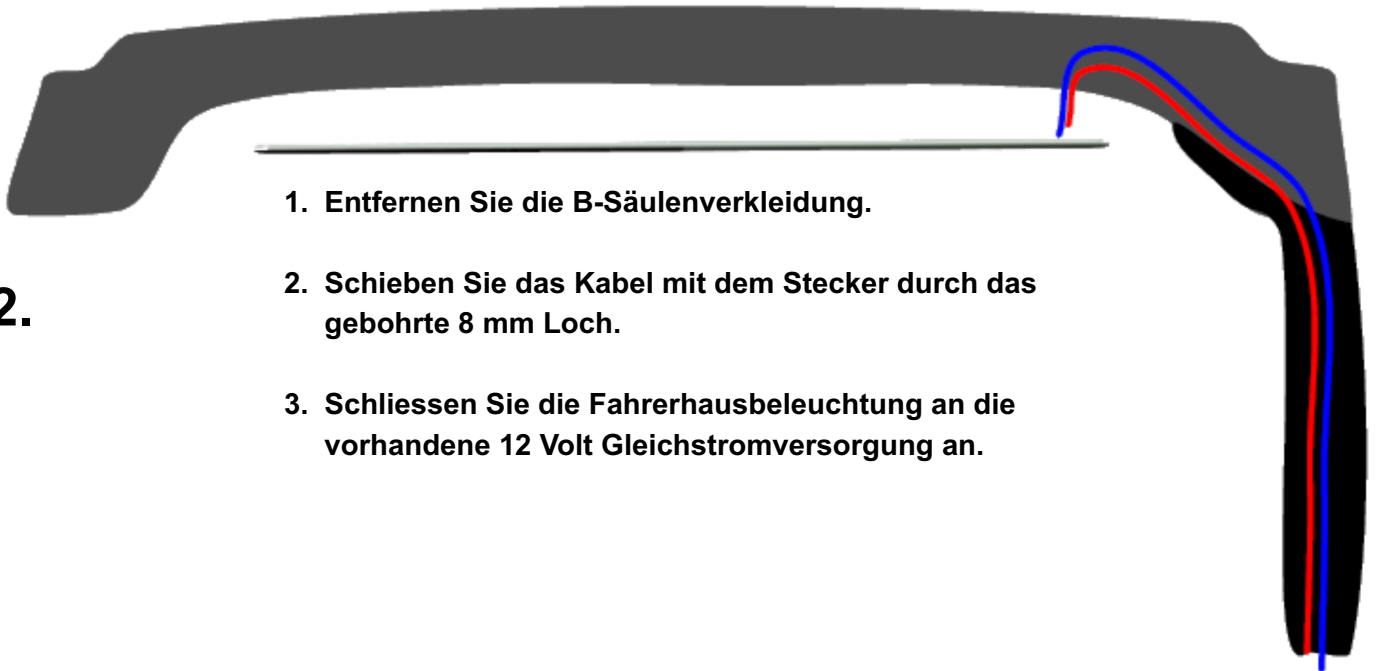 1. Entfernen Sie die B-Säulenverkleidung.
2. Schieben Sie das Kabel mit dem Stecker durch das
gebohrte 8 mm Loch.
2.
3. Schliessen Sie die Fahrerhausbeleuchtung an die
vorhandene 12 Volt Gleichstromversorgung an.